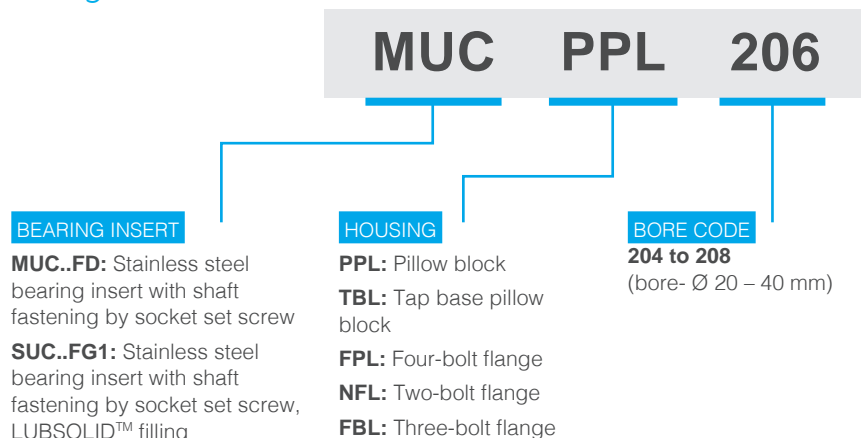 MUC PPL 206
BEARING INSERT
MUC..FD: Stainless steel
bearing insert with shaft
fastening by socket set screw
SUC..FG1: Stainless steel
bearing insert with shaft
fastening by socket set screw,
LUBSOLID™ filling
HOUSING
PPL: Pillow block
TBL: Tap base pillow
block
FPL: Four-bolt flange
NFL: Two-bolt flange
FBL: Three-bolt flange
BORE CODE
204 to 208
(bore- Ø 20 – 40 mm)